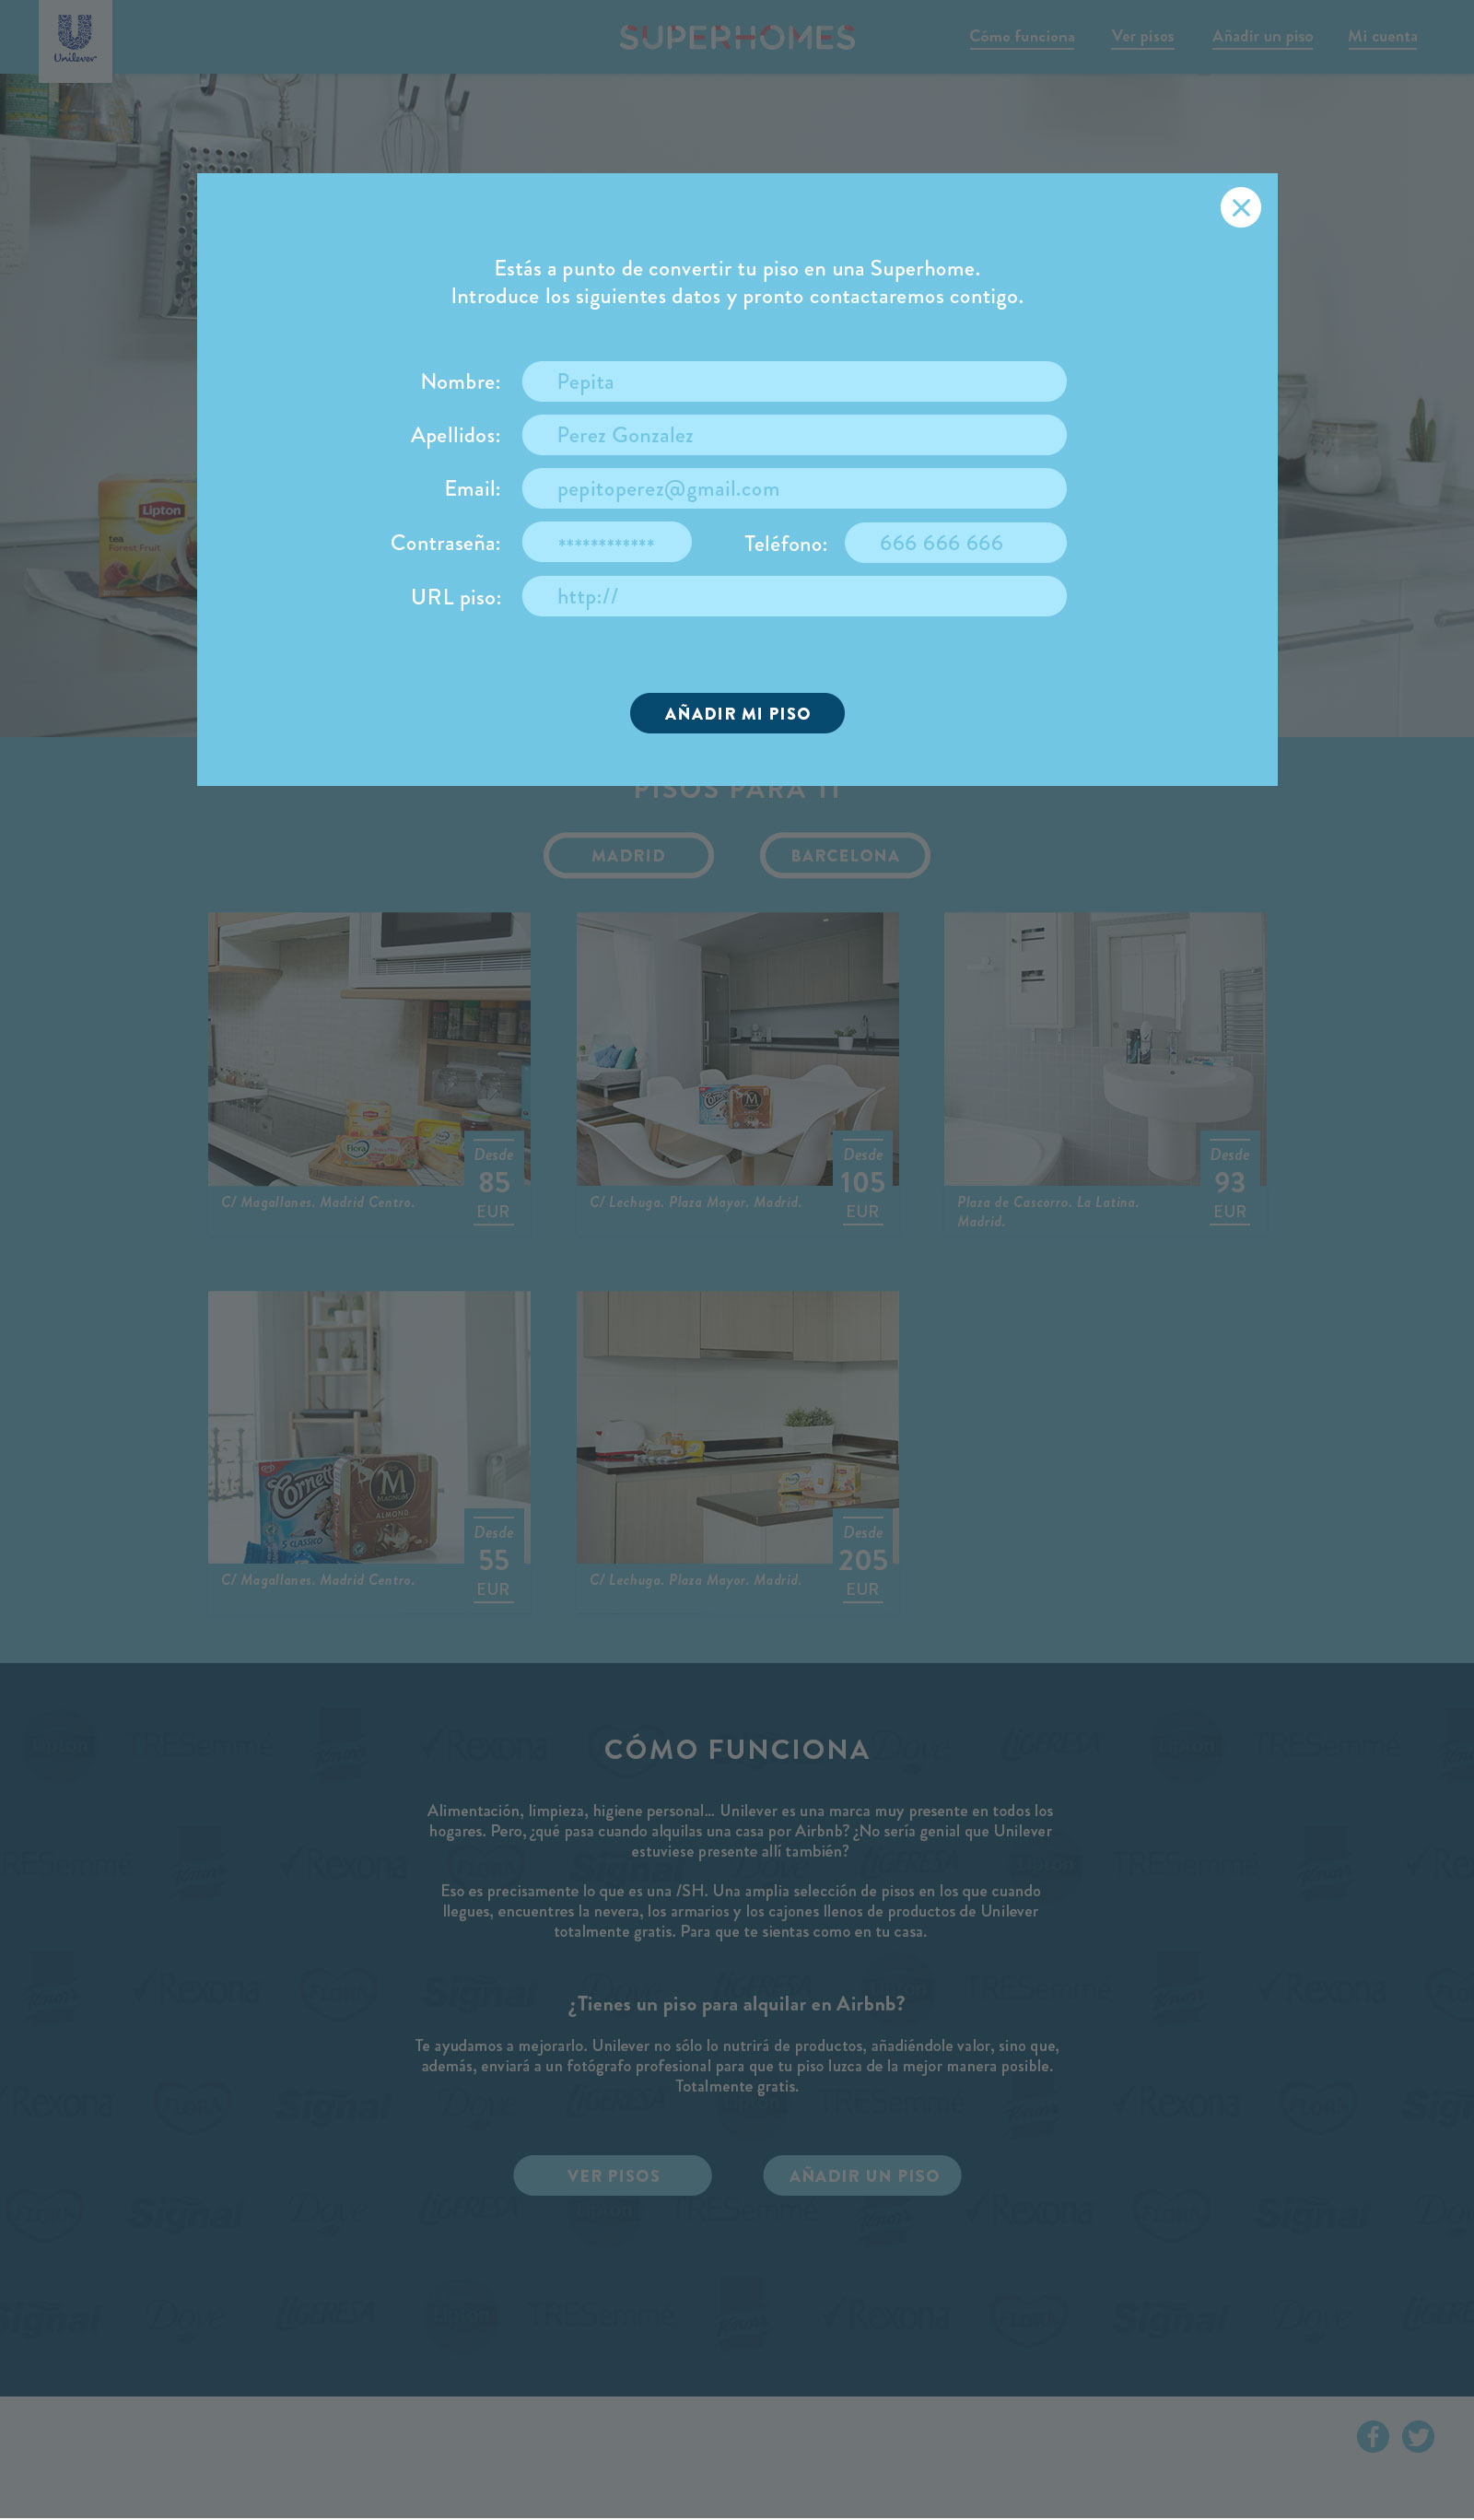 Unilever
SUPERHOMES
Cómo funciona
Ver pisos
Añadir un piso
Mi cuenta
Estás a punto de convertir tu piso en una Superhome.
Introduce los siguientes datos y pronto contactaremos contigo.
Nombre: Pepita
Apellidos: Perez Gonzalez
Email: pepitoperez@gmail.com
Contraseña: ************ Teléfono: 666 666 666
URL piso: http://
AÑADIR MI PISO
Lipton
tea
Forest Fruit
PISOS PARA TI
MADRID
BARCELONA
Flora
C/ Magallanes. Madrid Centro.
Desde
85
EUR
C/ Lechuga. Plaza Mayor. Madrid.
Desde
105
EUR
Plaza de Cascorro. La Latina.
Madrid.
Desde
93
EUR
Cornetto
5 CLASSICO
M
MAGNUM
ALMOND
C/ Magallanes. Madrid Centro.
Desde
55
EUR
C/ Lechuga. Plaza Mayor. Madrid.
Desde
205
EUR
CÓMO FUNCIONA
Alimentación, limpieza, higiene personal... Unilever es una marca muy presente en todos los
hogares. Pero, ¿qué pasa cuando alquilas una casa por Airbnb? ¿No sería genial que Unilever
estuviese presente allí también?
Eso es precisamente lo que es una /SH. Una amplia selección de pisos en los que cuando
llegues, encuentres la nevera, los armarios y los cajones llenos de productos de Unilever
totalmente gratis. Para que te sientas como en tu casa.
¿Tienes un piso para alquilar en Airbnb?
Te ayudamos a mejorarlo. Unilever no sólo lo nutrirá de productos, añadiéndole valor, sino que,
además, enviará a un fotógrafo profesional para que tu piso luzca de la mejor manera posible.
Totalmente gratis.
VER PISOS
AÑADIR UN PISO